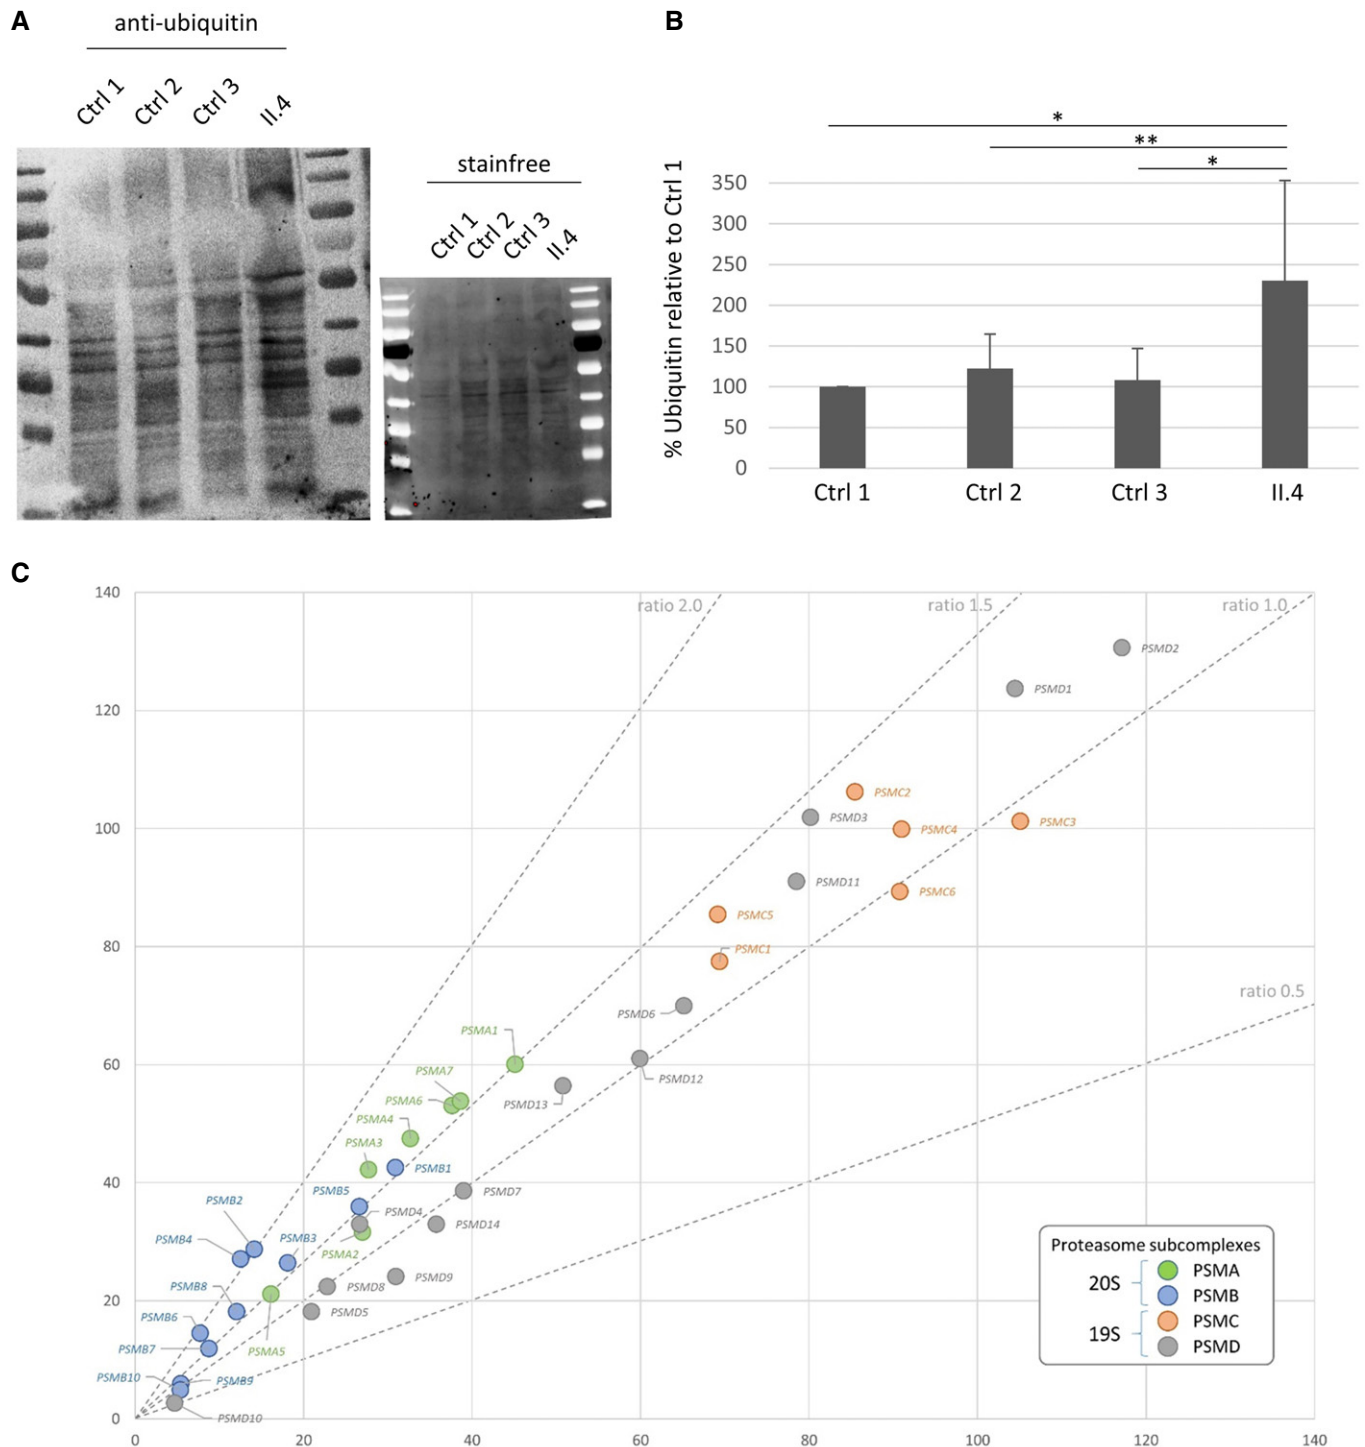 A
anti-ubiquitin
Ctrl 1
Ctrl 2
Ctrl 3
II.4
stainfree
Ctrl 1
Ctrl 2
Ctrl 3
II.4
B
*
**
*
% Ubiquitin relative to Ctrl 1
350
300
250
200
150
100
50
0
Ctrl 1 Ctrl 2 Ctrl 3 II.4
C
140
120
100
80
60
40
20
0
ratio 2.0
ratio 1.5
ratio 1.0
ratio 0.5
PSMD2
PSMD1
PSMC2
PSMD3
PSMC4
PSMC3
PSMD11
PSMC6
PSMC5
PSMC1
PSMD6
PSMA1
PSMA7
PSMD12
PSMA6
PSMD13
PSMA4
PSMA3
PSMB1
PSMB5
PSMD7
PSMB2
PSMD4
PSMD14
PSMB4
PSMB3
PSMA2
PSMD9
PSMB8
PSMD8
PSMB6
PSMD5
PSMB7
PSMA5
PSMB10
PSMB9
PSMD10
Proteasome subcomplexes
20S
PSMA
PSMB
19S
PSMC
PSMD
0 20 40 60 80 100 120 140